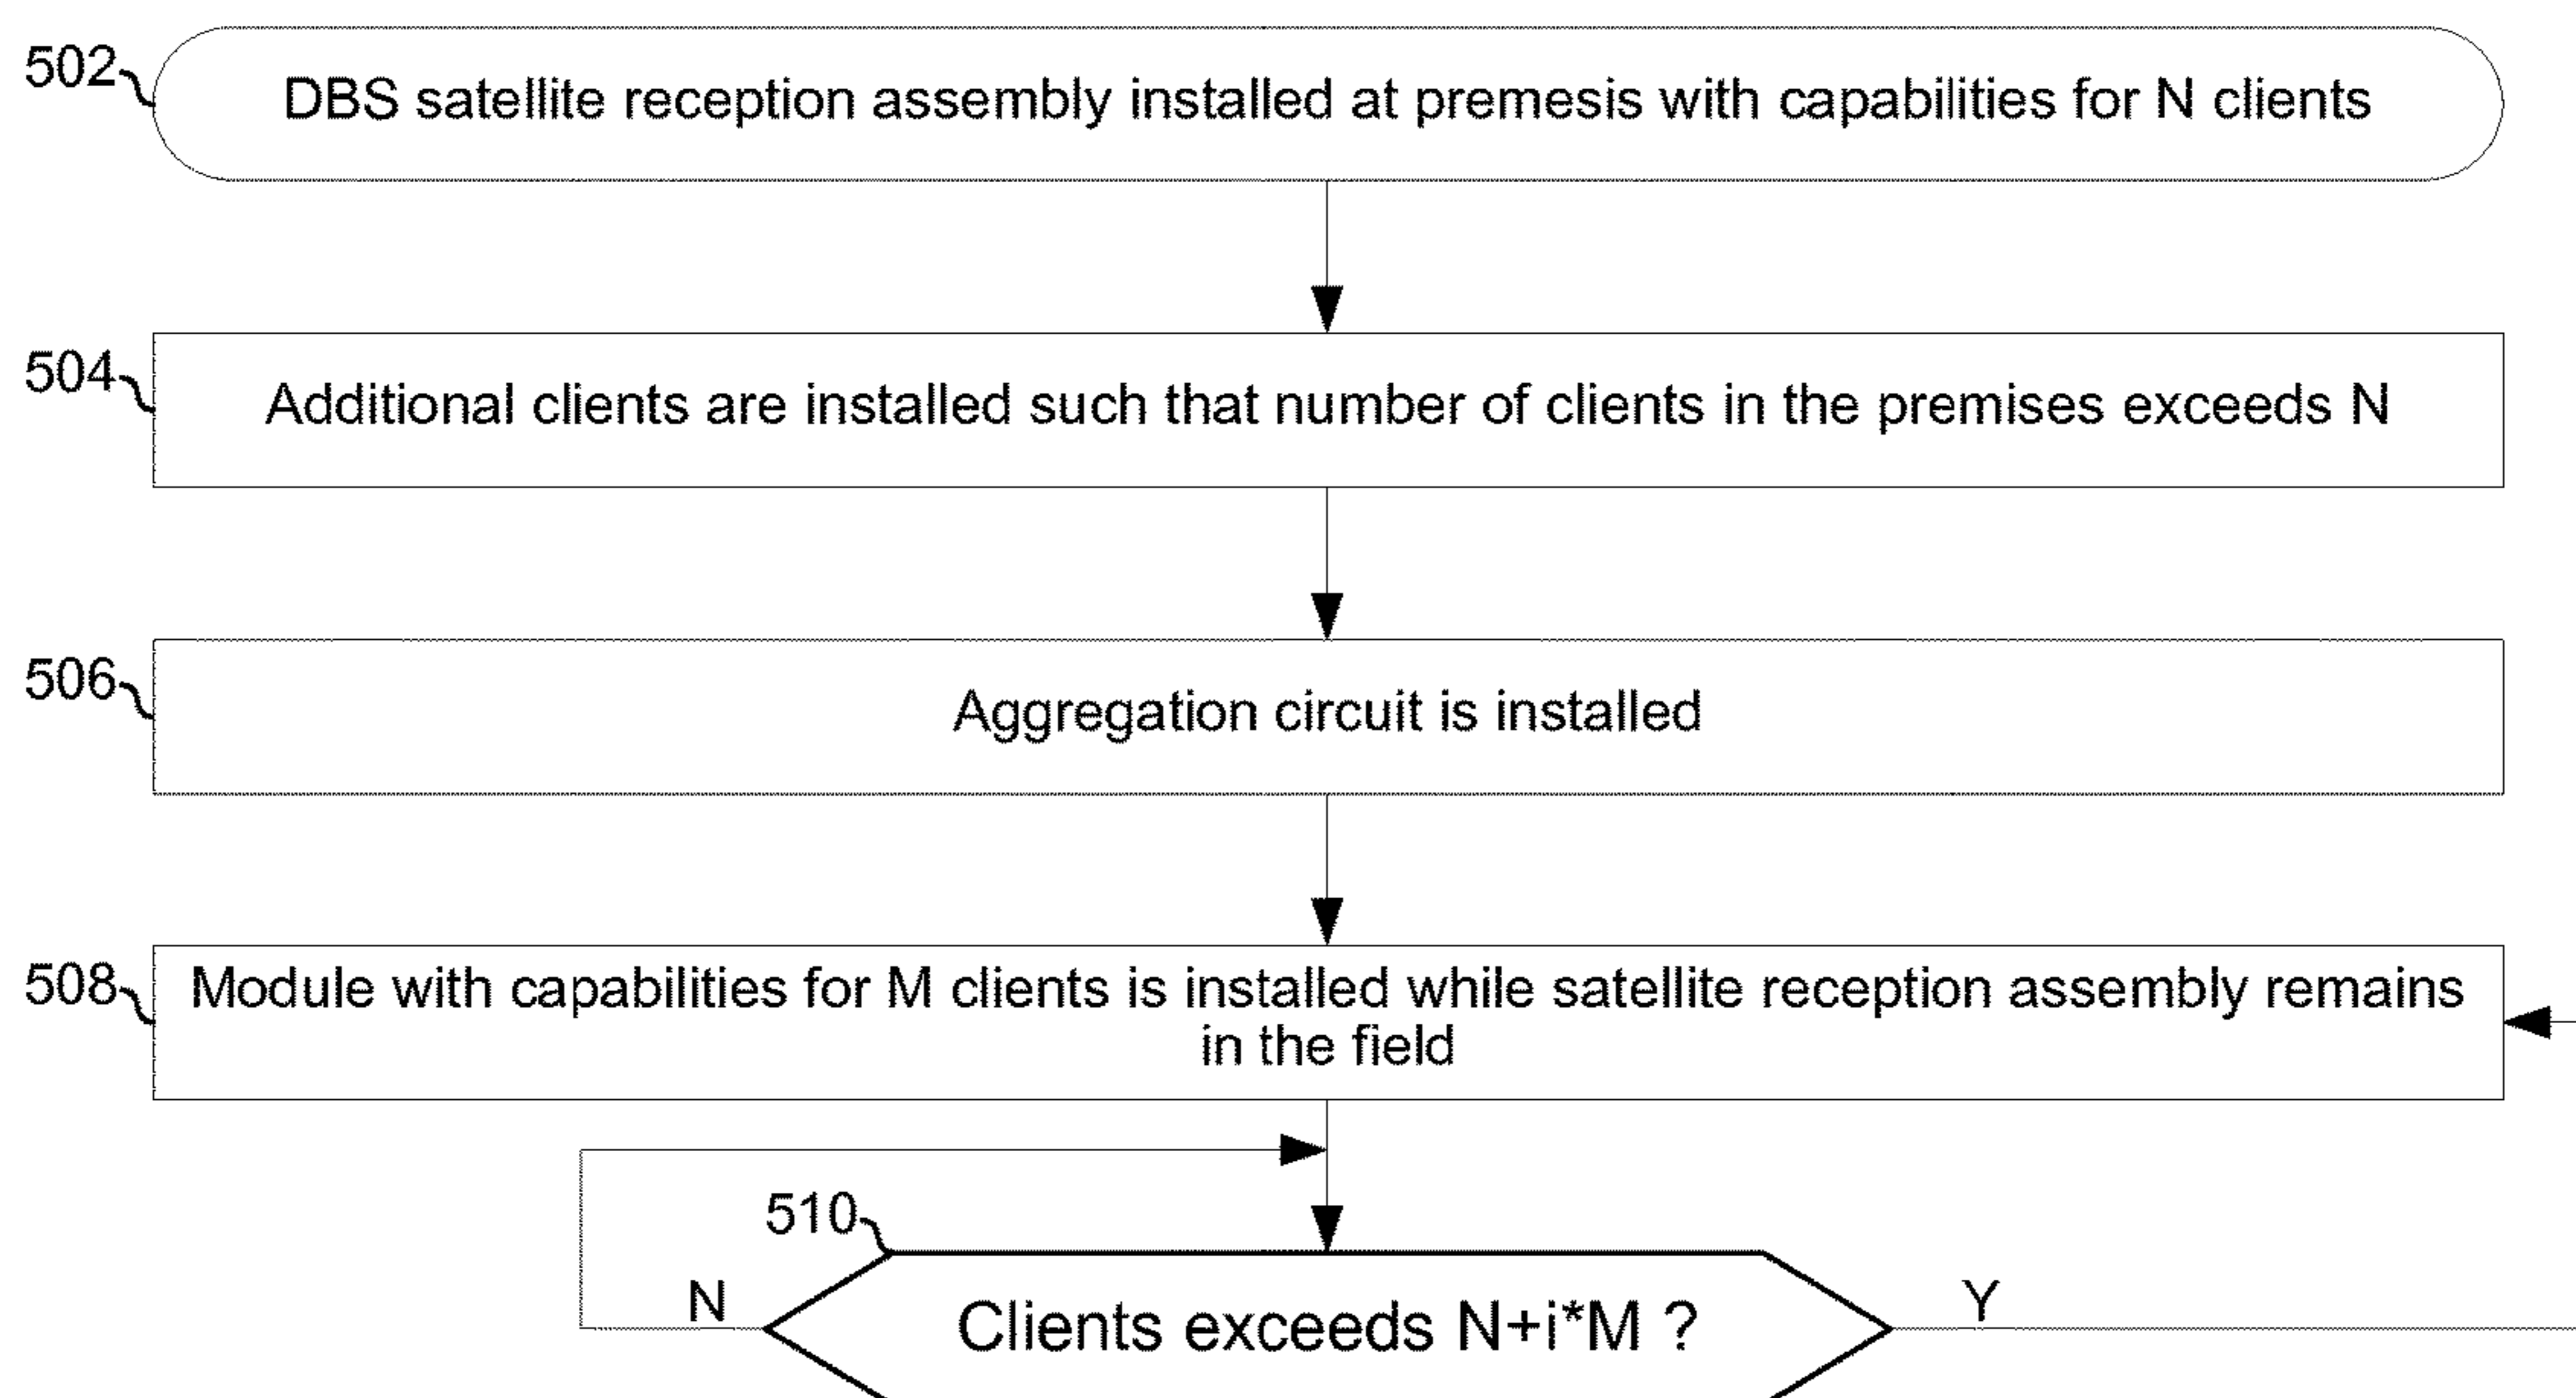 502
DBS satellite reception assembly installed at premesis with capabilities for N clients
504
Additional clients are installed such that number of clients in the premises exceeds N
506
Aggregation circuit is installed
508
Module with capabilities for M clients is installed while satellite reception assembly remains
in the field
510
N
Clients exceeds N+i*M ?
Y